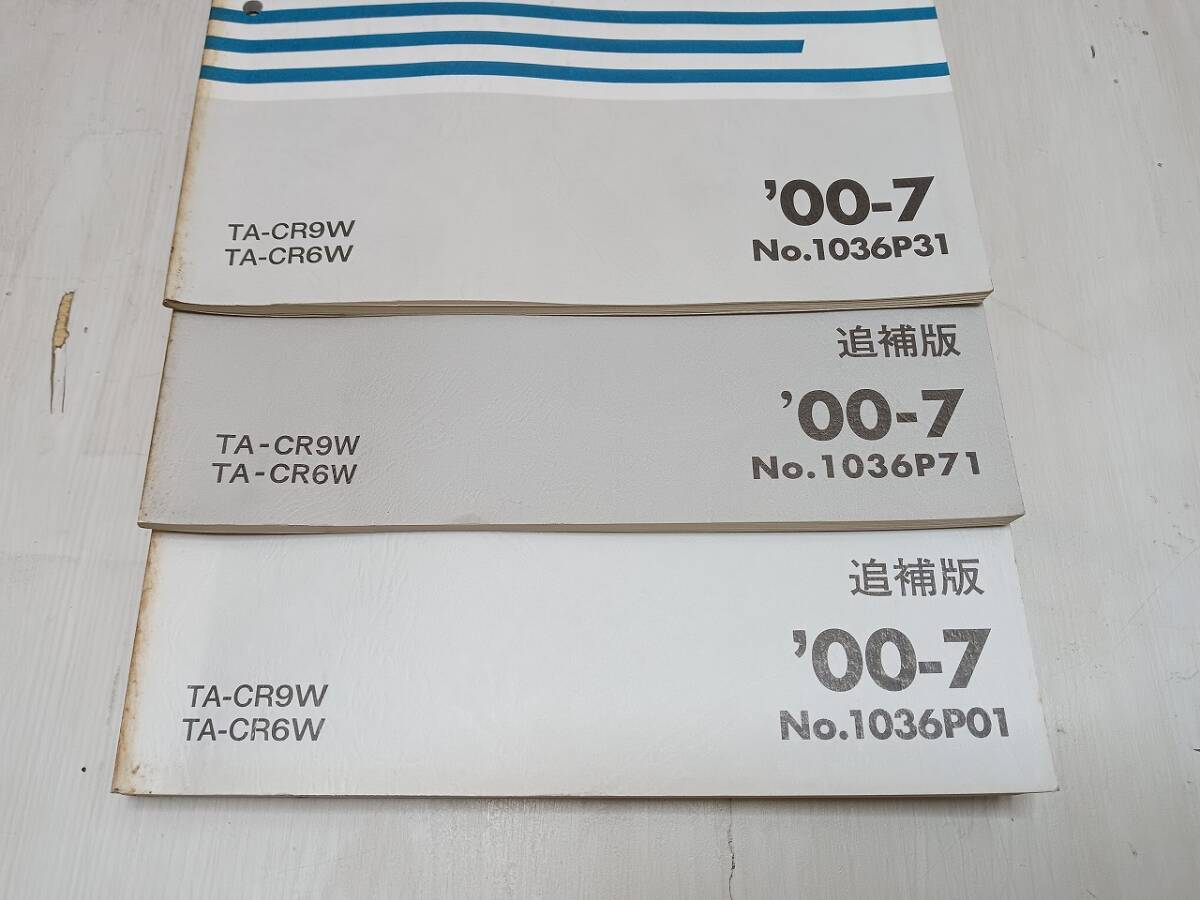 '00-7
No.1036P31
TA-CR9W
TA-CR6W
追補版
'00-7
No.1036P71
TA-CR9W
TA-CR6W
追補版
'00-7
No.1036P01
TA-CR9W
TA-CR6W